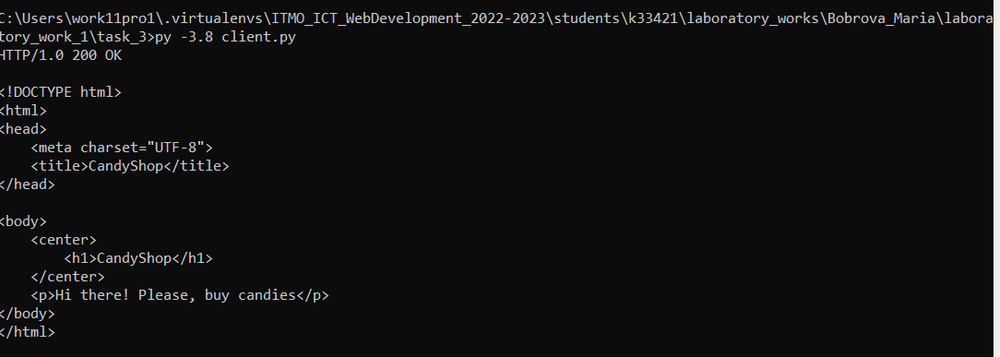 C:\Users\work11pro1\.virtualenvs\ITMO_ICT_WebDevelopment_2022-2023\students\k33421\laboratory_works\Bobrova_Maria\labora
tory_work_1\task_3>py -3.8 client.py
HTTP/1.0 200 OK

<!DOCTYPE html>
<html>
<head>
    <meta charset="UTF-8">
    <title>CandyShop</title>
</head>

<body>
    <center>
        <h1>CandyShop</h1>
    </center>
    <p>Hi there! Please, buy candies</p>
</body>
</html>